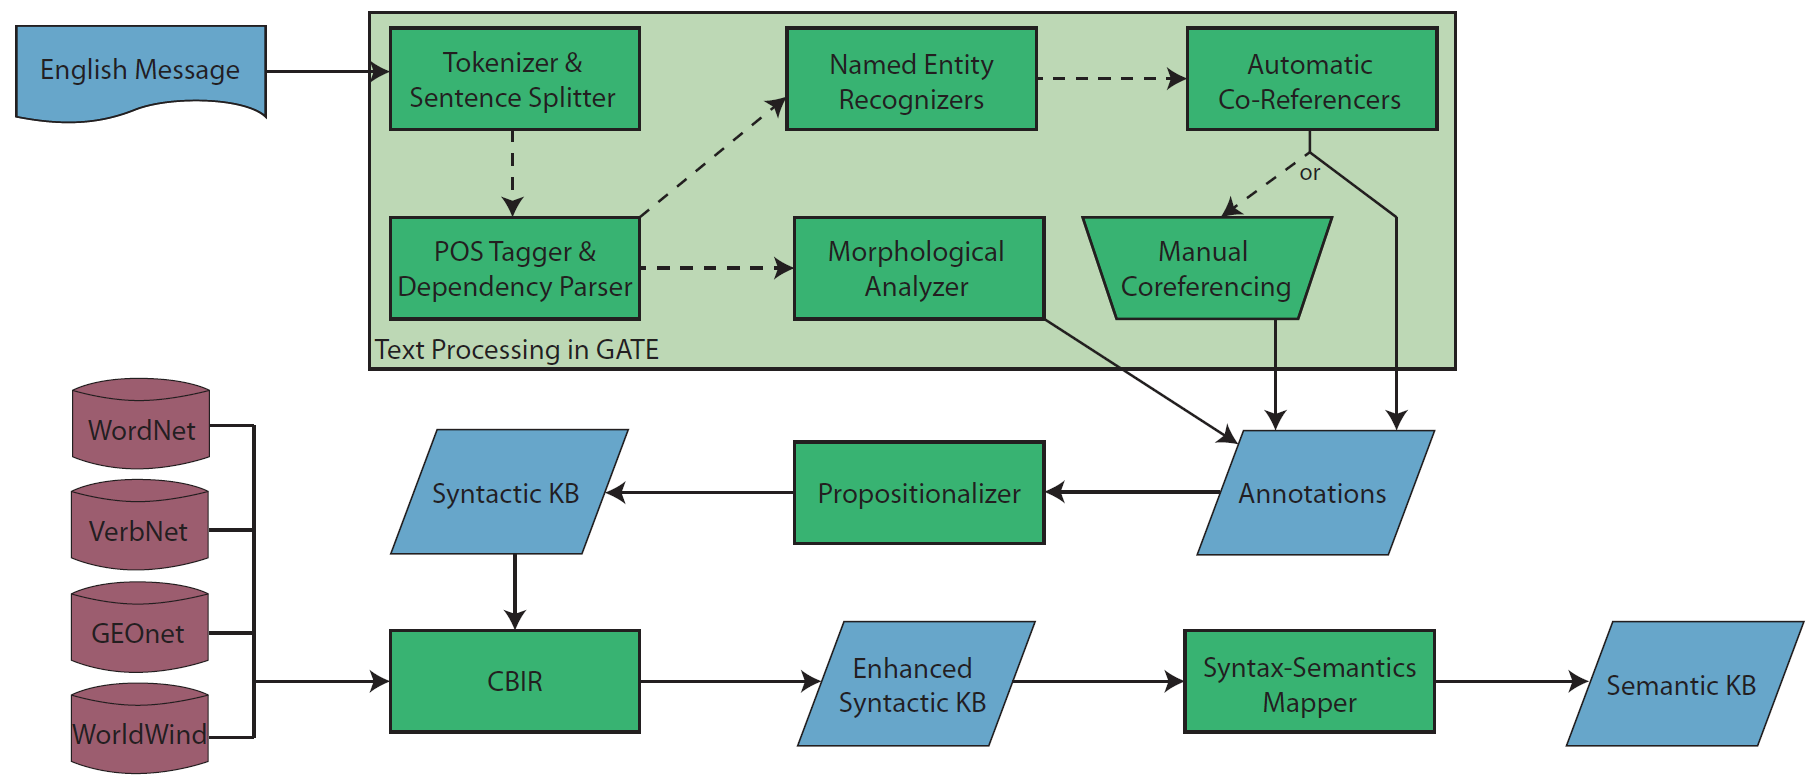 English Message
Tokenizer &
Sentence Splitter
Named Entity
Recognizers
Automatic
Co-Referencers
or
POS Tagger &
Dependency Parser
Morphological
Analyzer
Manual
Coreferencing
Text Processing in GATE
WordNet
VerbNet
GEOnet
WorldWind
Syntactic KB
Propositionalizer
Annotations
CBIR
Enhanced
Syntactic KB
Syntax-Semantics
Mapper
Semantic KB